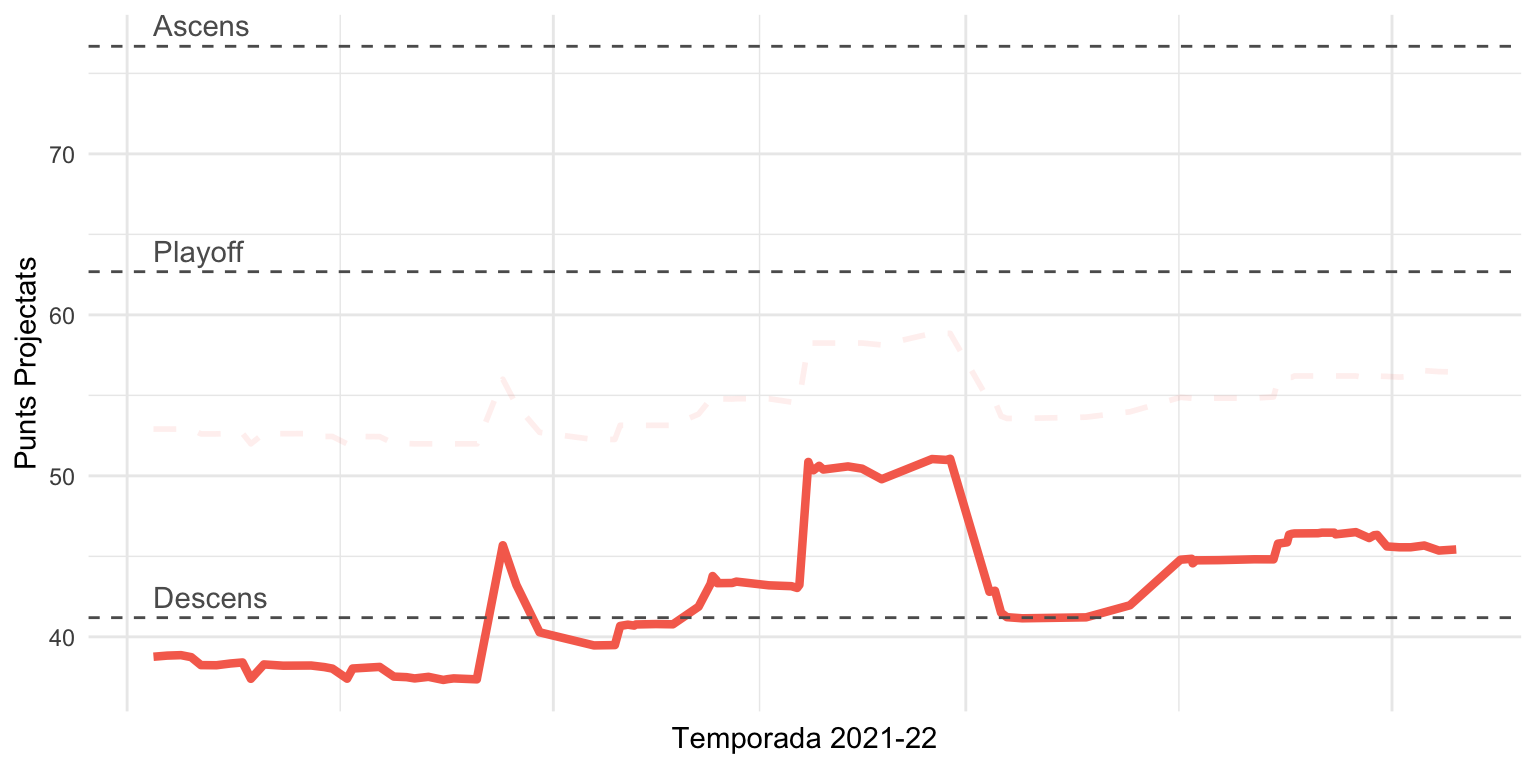 Ascens
70
Playoff
60
50
Descens
40
Punts Projectats
Temporada 2021-22